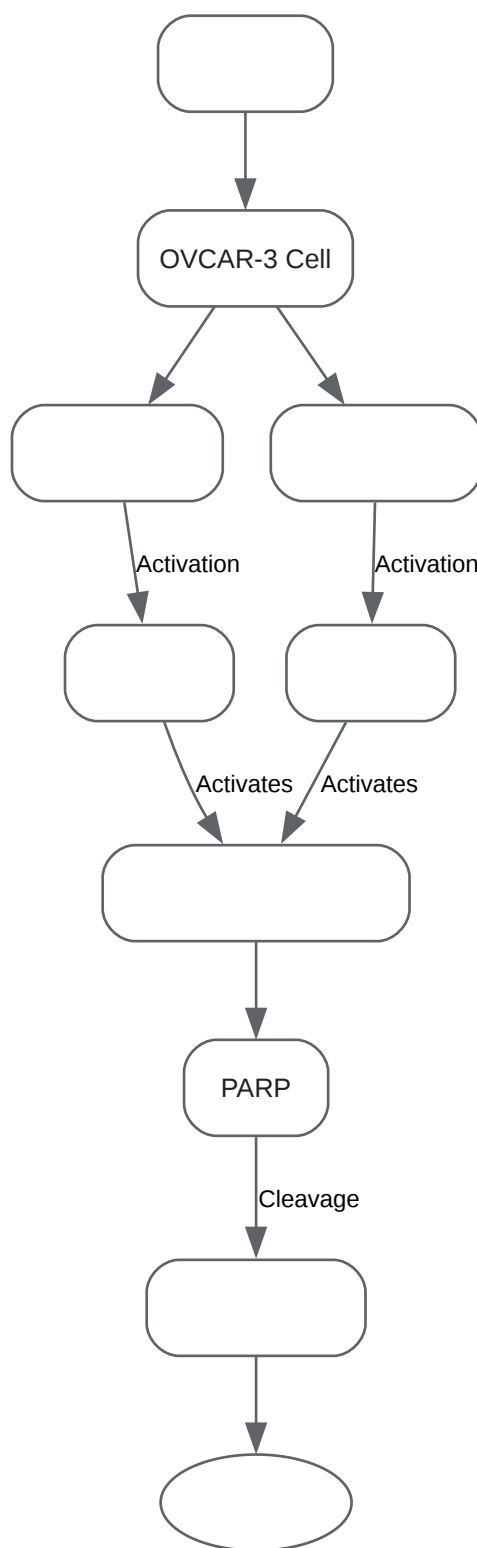 OVCAR-3 Cell
Activation
Activation
Activates
Activates
PARP
Cleavage